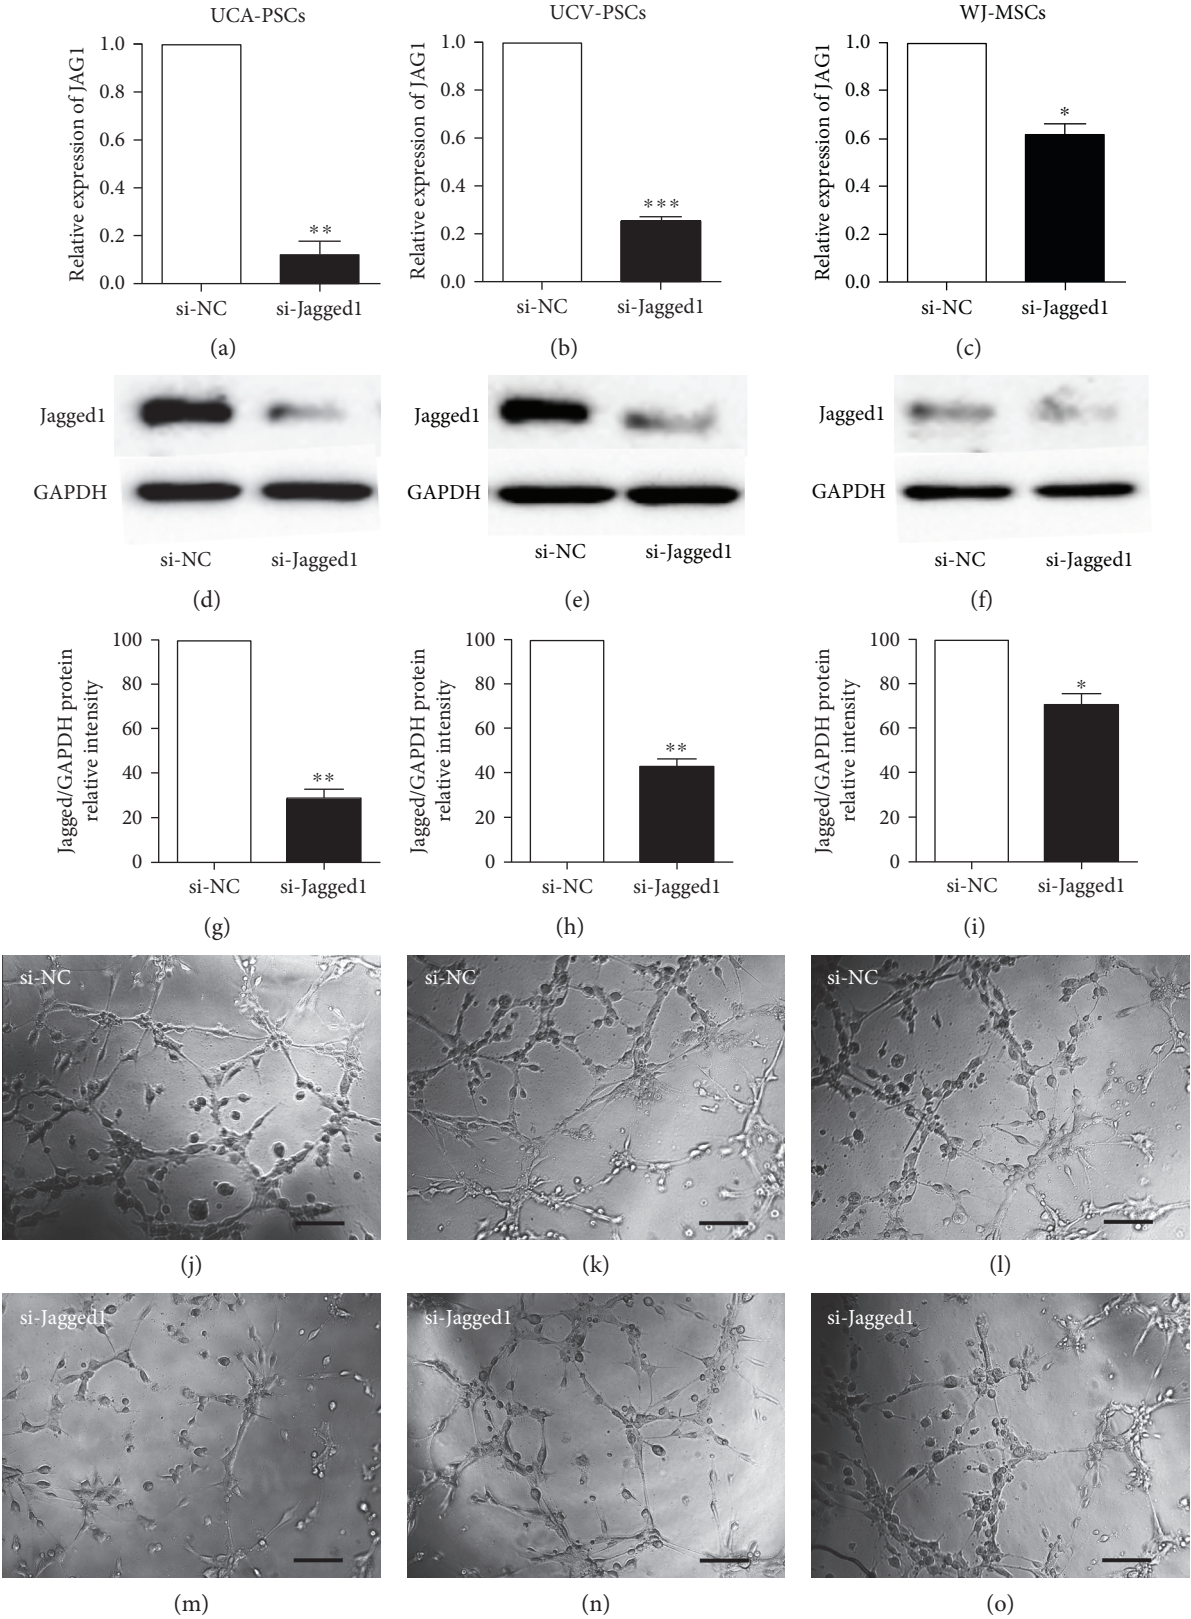 UCA-PSCs
Relative expression of JAG1
1.0
0.8
0.6
0.4
0.2
0.0
**
si-NC si-Jagged1
(a)
UCV-PSCs
Relative expression of JAG1
1.0
0.8
0.6
0.4
0.2
0.0
***
si-NC si-Jagged1
(b)
WJ-MSCs
Relative expression of JAG1
1.0
0.8
0.6
0.4
0.2
0.0
*
si-NC si-Jagged1
(c)
Jagged1
GAPDH
si-NC si-Jagged1
(d)
Jagged1
GAPDH
si-NC si-Jagged1
(e)
Jagged1
GAPDH
si-NC si-Jagged1
(f)
Jagged/GAPDH protein
relative intensity
100
80
60
40
20
0
**
si-NC si-Jagged1
(g)
Jagged/GAPDH protein
relative intensity
100
80
60
40
20
0
**
si-NC si-Jagged1
(h)
Jagged/GAPDH protein
relative intensity
100
80
60
40
20
0
*
si-NC si-Jagged1
(i)
si-NC
(j)
si-NC
(k)
si-NC
(l)
si-Jagged1
(m)
si-Jagged1
(n)
si-Jagged1
(o)